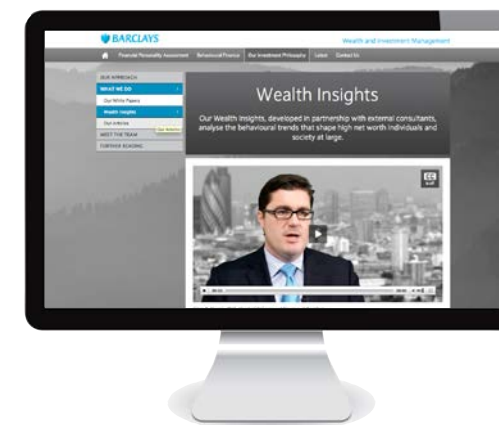 BARCLAYS
Wealth and Investment Management
Financial Personality Assessment Behavioural Finance Our Investment Philosophy Latest Contact Us
OUR APPROACH
WHAT WE DO
Our White Papers
Wealth Insights
Our Articles
MEET THE TEAM
FURTHER READING
Wealth Insights
Our Wealth Insights, developed in partnership with external consultants,
analyse the behavioural trends that shape high net worth individuals and
society at large.
CC